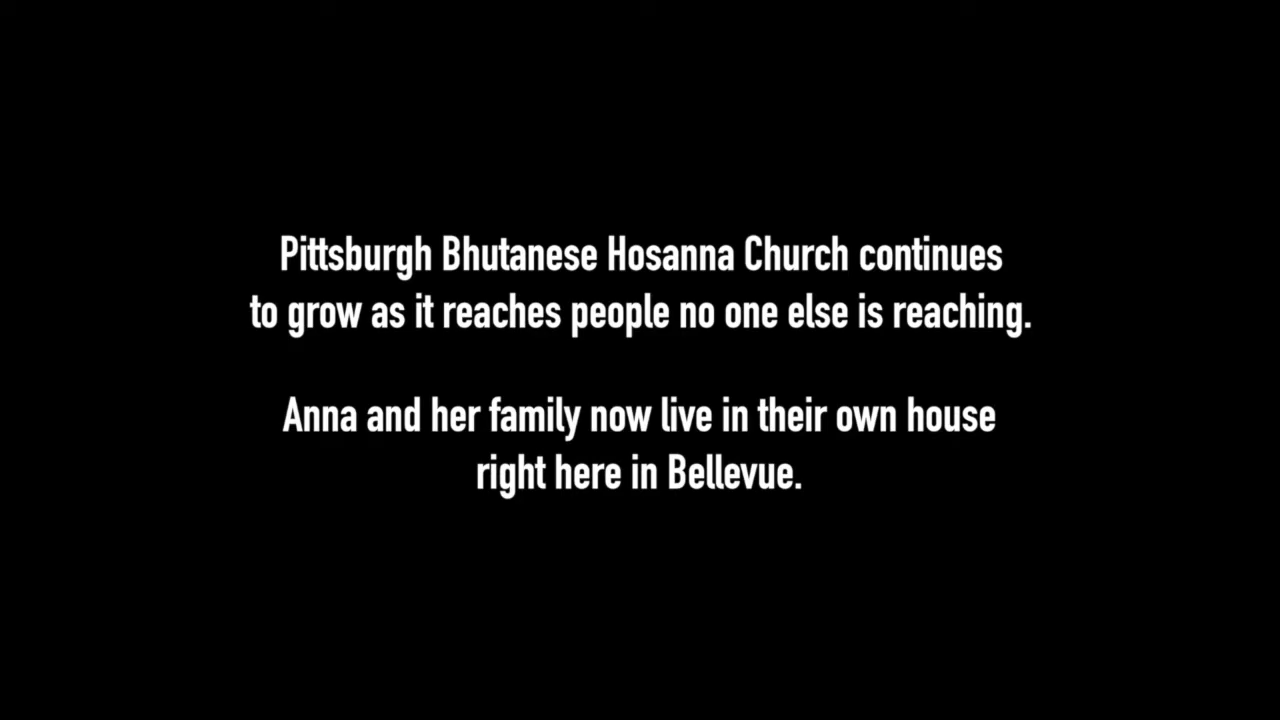 Pittsburgh Bhutanese Hosanna Church continues
to grow as it reaches people no one else is reaching.
Anna and her family now live in their own house
right here in Bellevue.